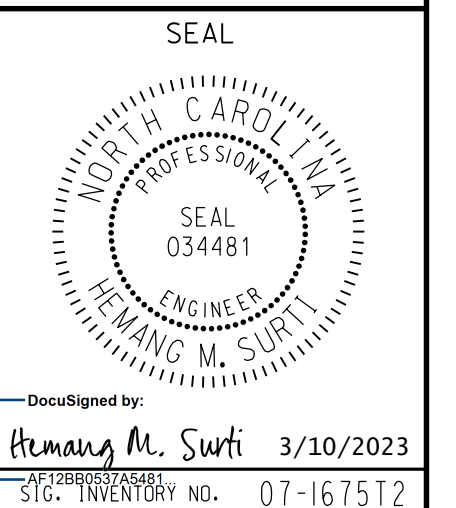 SEAL
NORTH CAROLINA
PROFESSIONAL
SEAL
034481
ENGINEER
HEMANG M. SURTI
DocuSigned by:
Hemang M. Surti 3/10/2023
AF12BB0537A5481...
SIG. INVENTORY NO. 07-1675T2